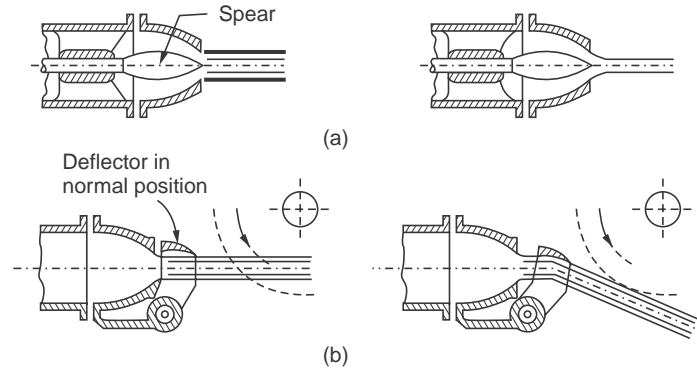 Spear
(a)
Deflector in
normal position
(b)